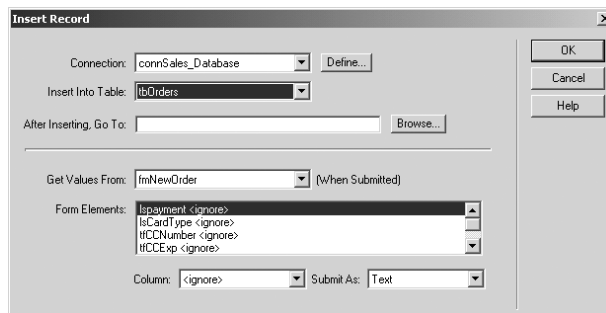 Insert Record
Connection: connSales_Database Define...
Insert Into Table: tbOrders
After Inserting, Go To: Browse...
Get Values From: fmNewOrder (When Submitted)
Form Elements: lspayment <ignore>
lsCardType <ignore>
tfCCNumber <ignore>
tfCCExp <ignore>
Column: <ignore> Submit As: Text
OK
Cancel
Help